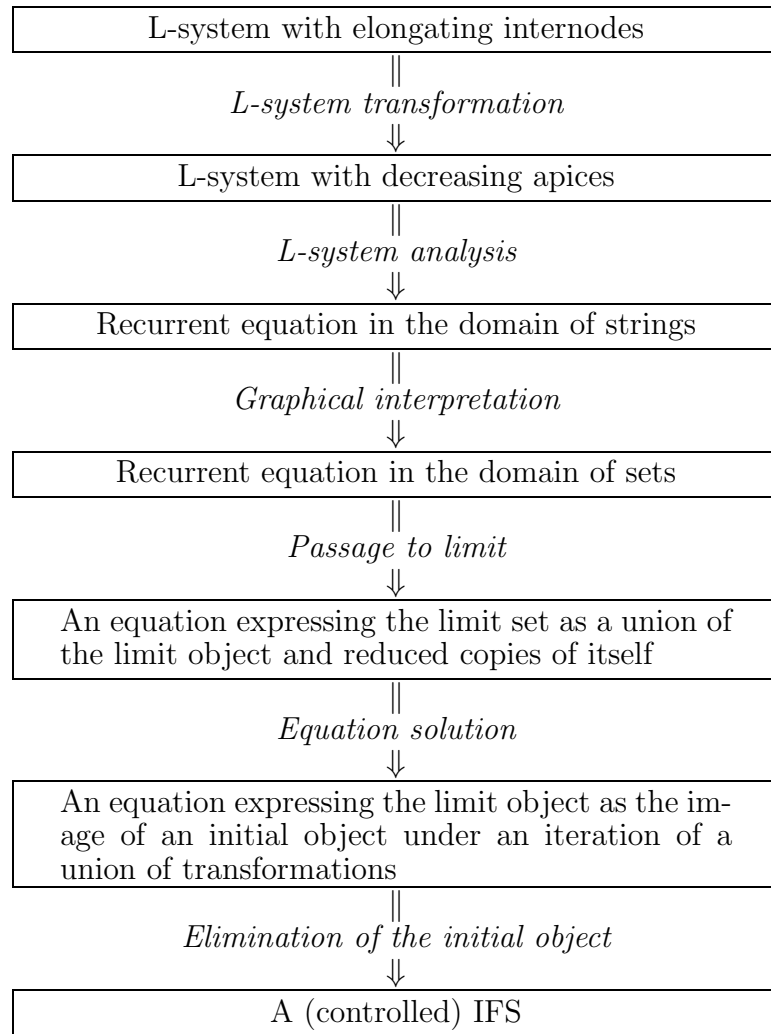 L-system with elongating internodes
L-system transformation
L-system with decreasing apices
L-system analysis
Recurrent equation in the domain of strings
Graphical interpretation
Recurrent equation in the domain of sets
Passage to limit
An equation expressing the limit set as a union of
the limit object and reduced copies of itself
Equation solution
An equation expressing the limit object as the im-
age of an initial object under an iteration of a
union of transformations
Elimination of the initial object
A (controlled) IFS